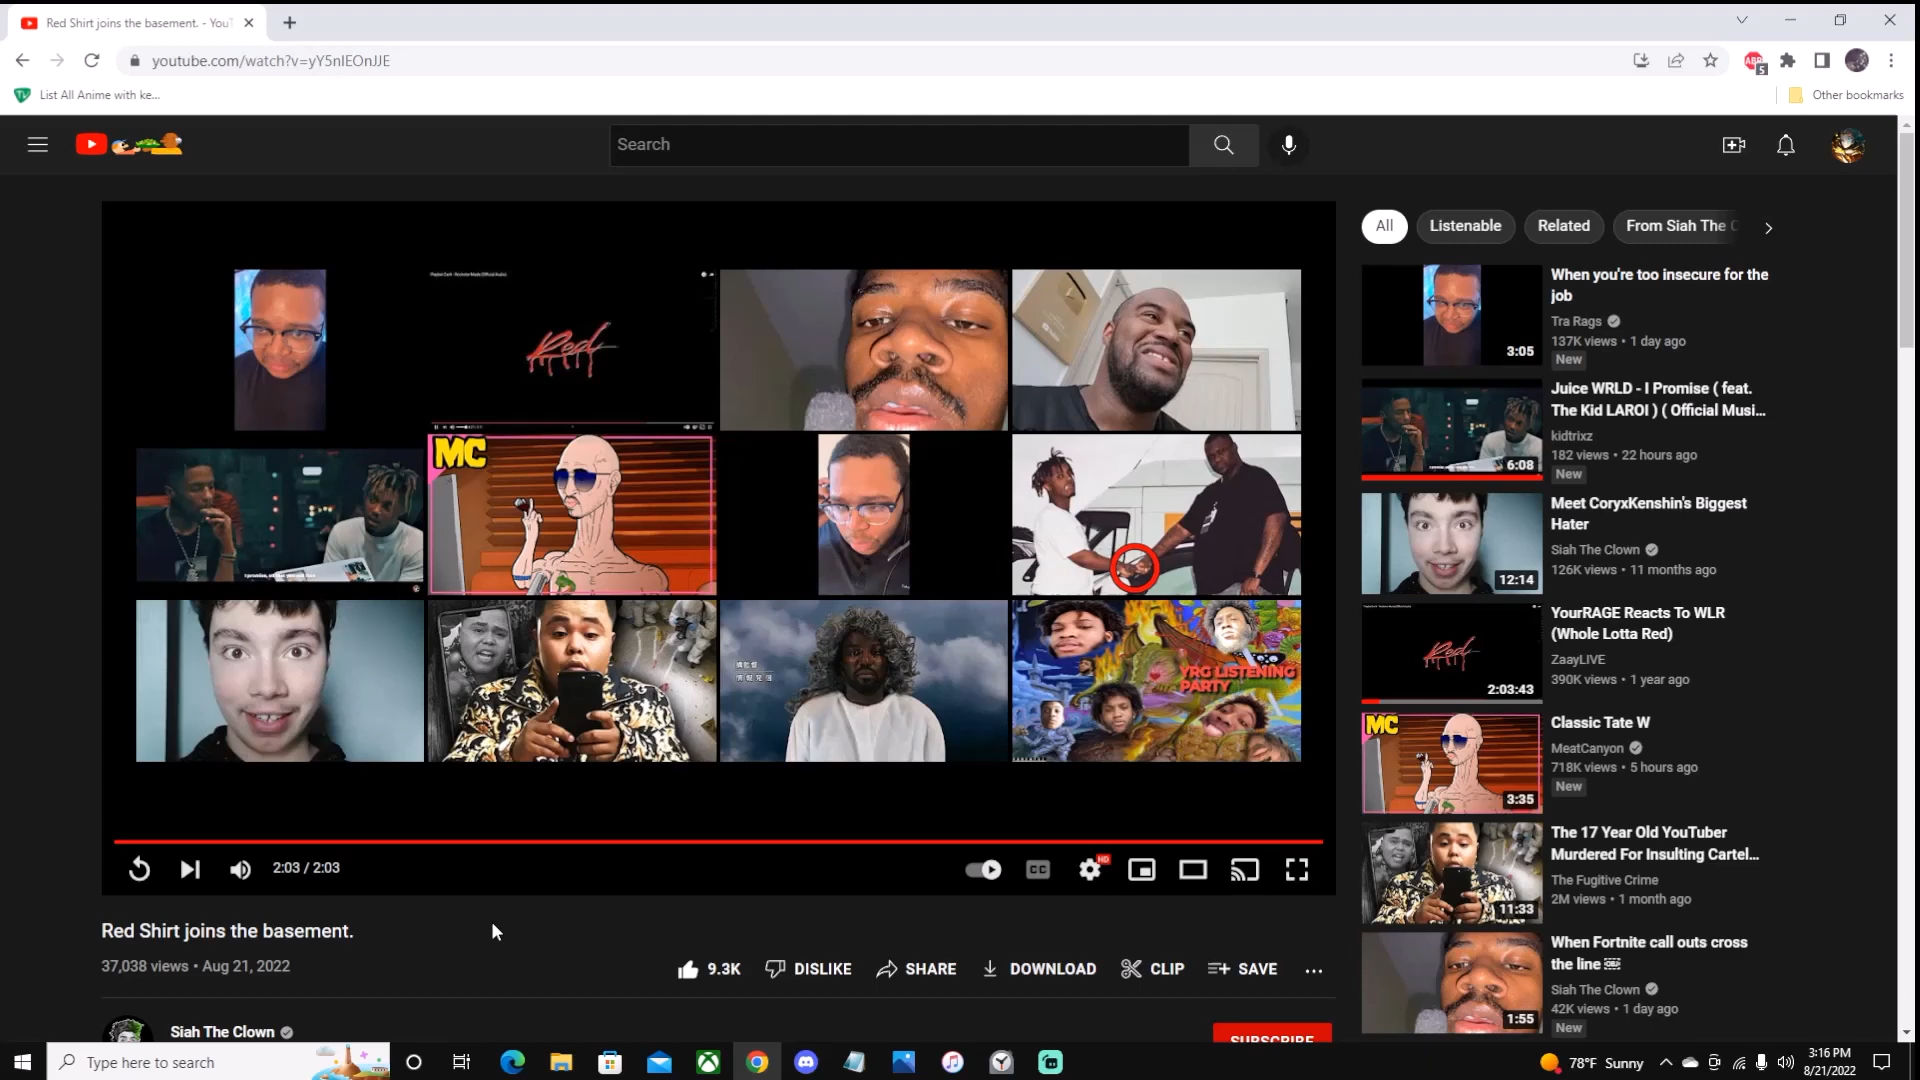 Red Shirt joins the basement. - YouT
youtube.com/watch?v=yY5nIEOnJJE
ABP
5
List All Anime with ke...
Other bookmarks
Search
All
Listenable
Related
From Siah The C
Red
MC
YRG LISTENING
PARTY
2:03 / 2:03
CC
HD
Red Shirt joins the basement.
37,038 views • Aug 21, 2022
9.3K
DISLIKE
SHARE
DOWNLOAD
CLIP
SAVE
Siah The Clown
SUBSCRIBE
3:05
When you're too insecure for the
job
Tra Rags
137K views • 1 day ago
New
6:08
Juice WRLD - I Promise ( feat.
The Kid LAROI ) ( Official Musi...
kidtrixz
182 views • 22 hours ago
New
12:14
Meet CoryxKenshin's Biggest
Hater
Siah The Clown
126K views • 11 months ago
Red
2:03:43
YourRAGE Reacts To WLR
(Whole Lotta Red)
ZaayLIVE
390K views • 1 year ago
MC
3:35
Classic Tate W
MeatCanyon
718K views • 5 hours ago
New
11:33
The 17 Year Old YouTuber
Murdered For Insulting Cartel...
The Fugitive Crime
2M views • 1 month ago
1:55
When Fortnite call outs cross
the line
Siah The Clown
42K views • 1 day ago
New
Type here to search
78°F Sunny
3:16 PM
8/21/2022